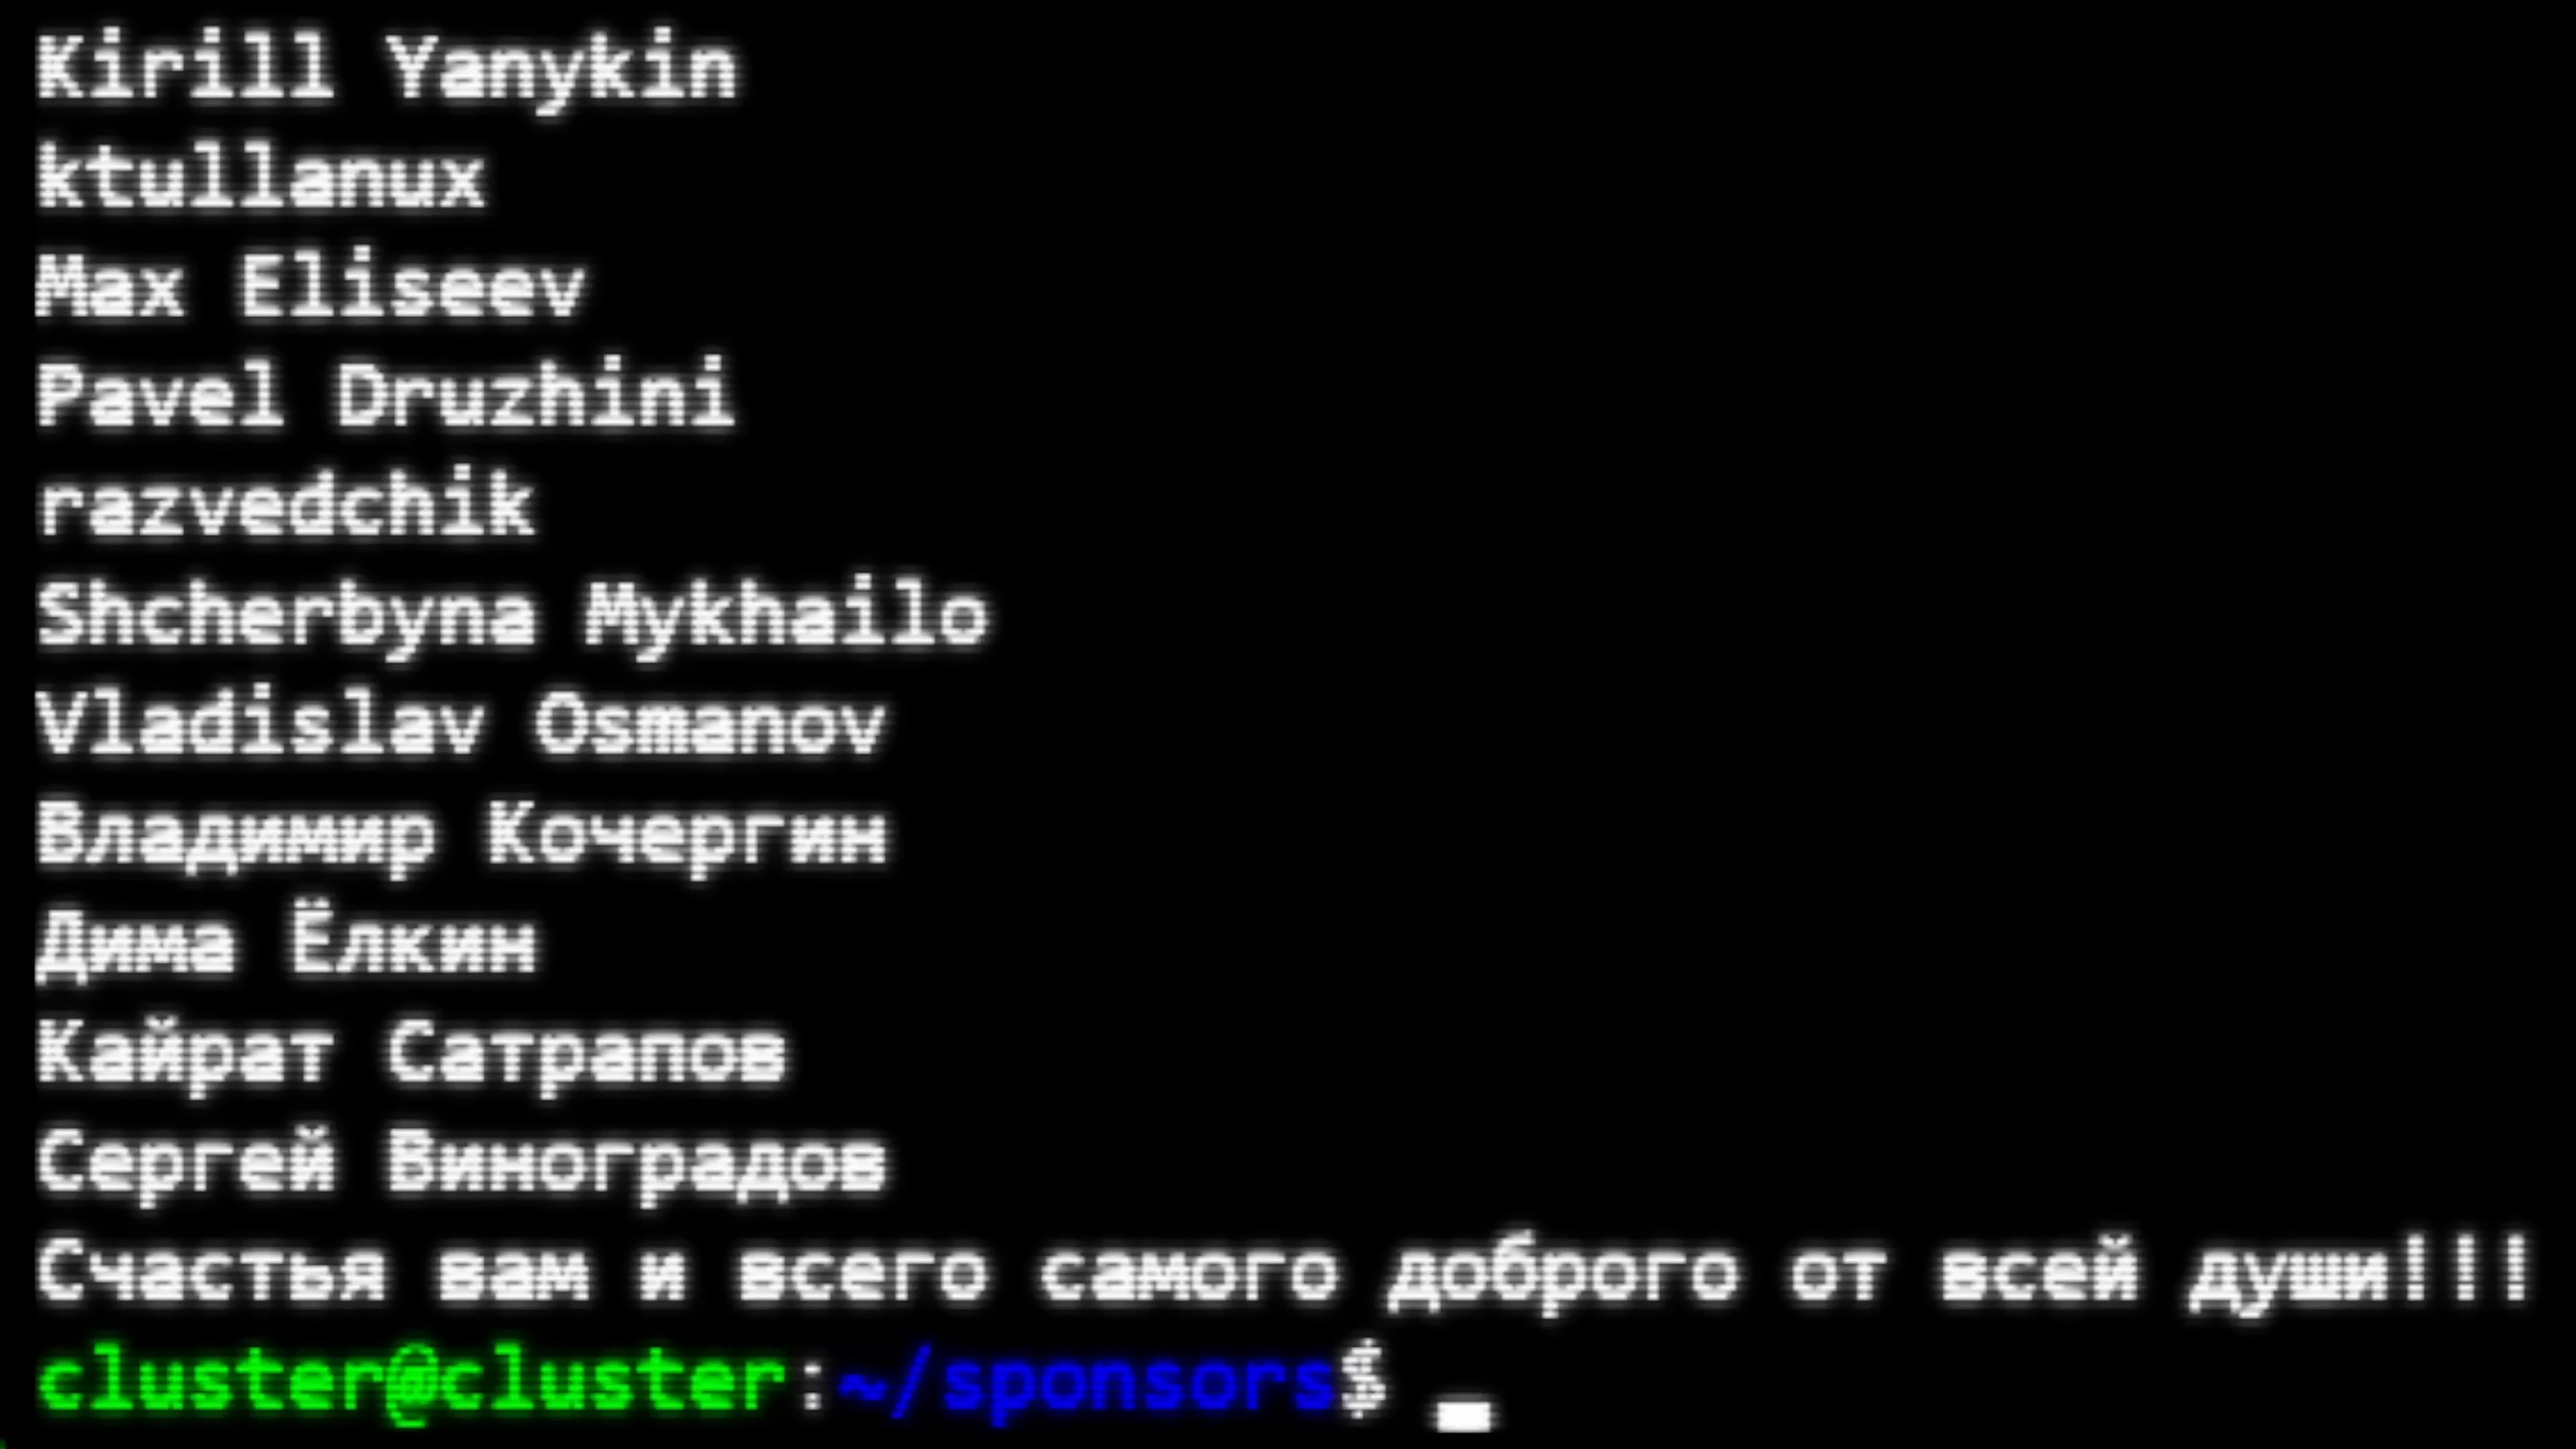 Kirill Yanykin
ktullanux
Max Eliseev
Pavel Druzhini
razvedchik
Shcherbyna Mykhailo
Vladislav Osmanov
Владимир Кочергин
Дима Ёлкин
Кайрат Сатрапов
Сергей Виноградов
Счастья вам и всего самого доброго от всей души!!!
cluster@cluster:~/sponsors$